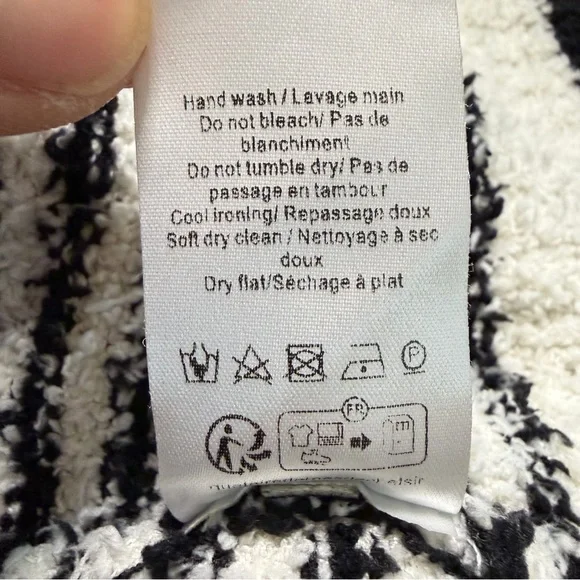 Hand wash / Lavage main
Do not bleach/ Pas de
blanchiment
Do not tumble dry/ Pas de
passage en tambour
Cool ironing/ Repassage doux
Soft dry clean / Nettoyage à sec
doux
Dry flat/Séchage à plat
P
FR